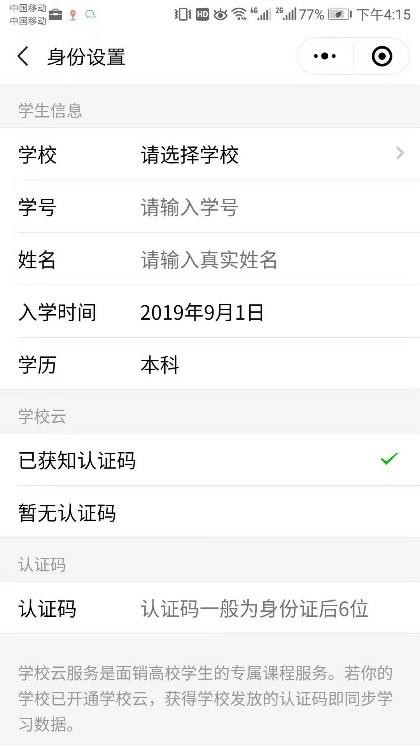 中国移动
中国移动
HD
4G
2G
77%
下午4:15
身份设置
学生信息
学校 请选择学校
学号 请输入学号
姓名 请输入真实姓名
入学时间 2019年9月1日
学历 本科
学校云
已获知认证码
暂无认证码
认证码
认证码 认证码一般为身份证后6位
学校云服务是面销高校学生的专属课程服务。若你的
学校已开通学校云，获得学校发放的认证码即同步学
习数据。